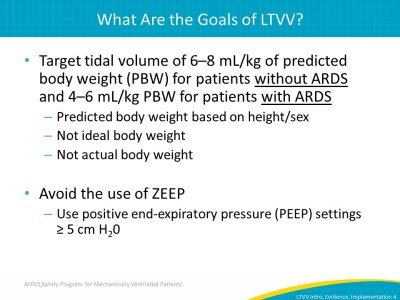 What Are the Goals of LTVV?
• Target tidal volume of 6–8 mL/kg of predicted
body weight (PBW) for patients without ARDS
and 4–6 mL/kg PBW for patients with ARDS
– Predicted body weight based on height/sex
– Not ideal body weight
– Not actual body weight
• Avoid the use of ZEEP
– Use positive end-expiratory pressure (PEEP) settings
≥ 5 cm H₂0
AHRQ Safety Program for Mechanically Ventilated Patients
LTVV Intro, Evidence, Implementation 4